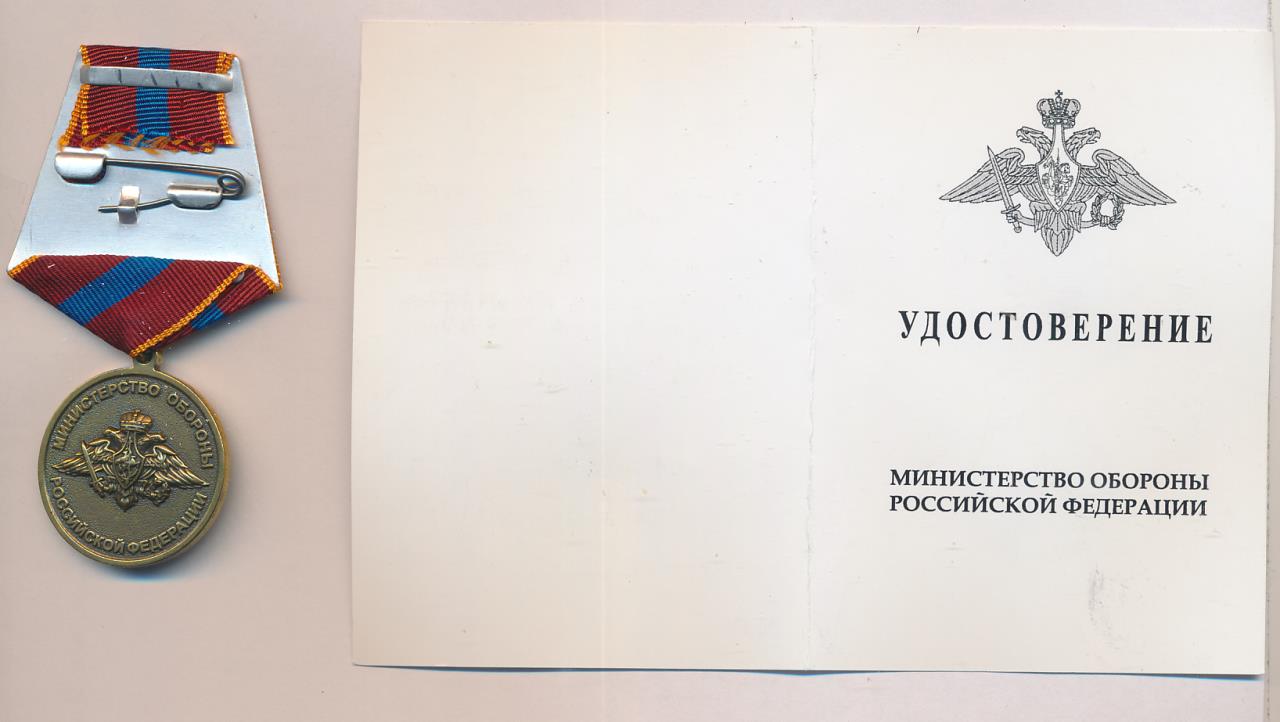 МИНИСТЕРСТВО ОБОРОНЫ
РОССИЙСКОЙ ФЕДЕРАЦИИ
УДОСТОВЕРЕНИЕ
МИНИСТЕРСТВО ОБОРОНЫ
РОССИЙСКОЙ ФЕДЕРАЦИИ